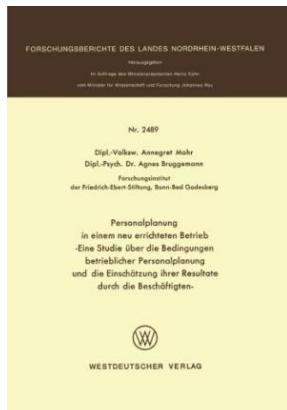 FORSCHUNGSBERICHTE DES LANDES NORDRHEIN-WESTFALEN
Herausgegeben
im Auftrage des Ministerpräsidenten Heinz Kühn
vom Minister für Wissenschaft und Forschung Johannes Rau
Nr. 2489
Dipl.-Volksw. Annegret Mohr
Dipl.-Psych. Dr. Agnes Bruggemann
Forschungsinstitut
der Friedrich-Ebert-Stiftung, Bonn-Bad Godesberg
Personalplanung
in einem neu errichteten Betrieb
-Eine Studie über die Bedingungen
betrieblicher Personalplanung
und die Einschätzung ihrer Resultate
durch die Beschäftigten-
WESTDEUTSCHER VERLAG